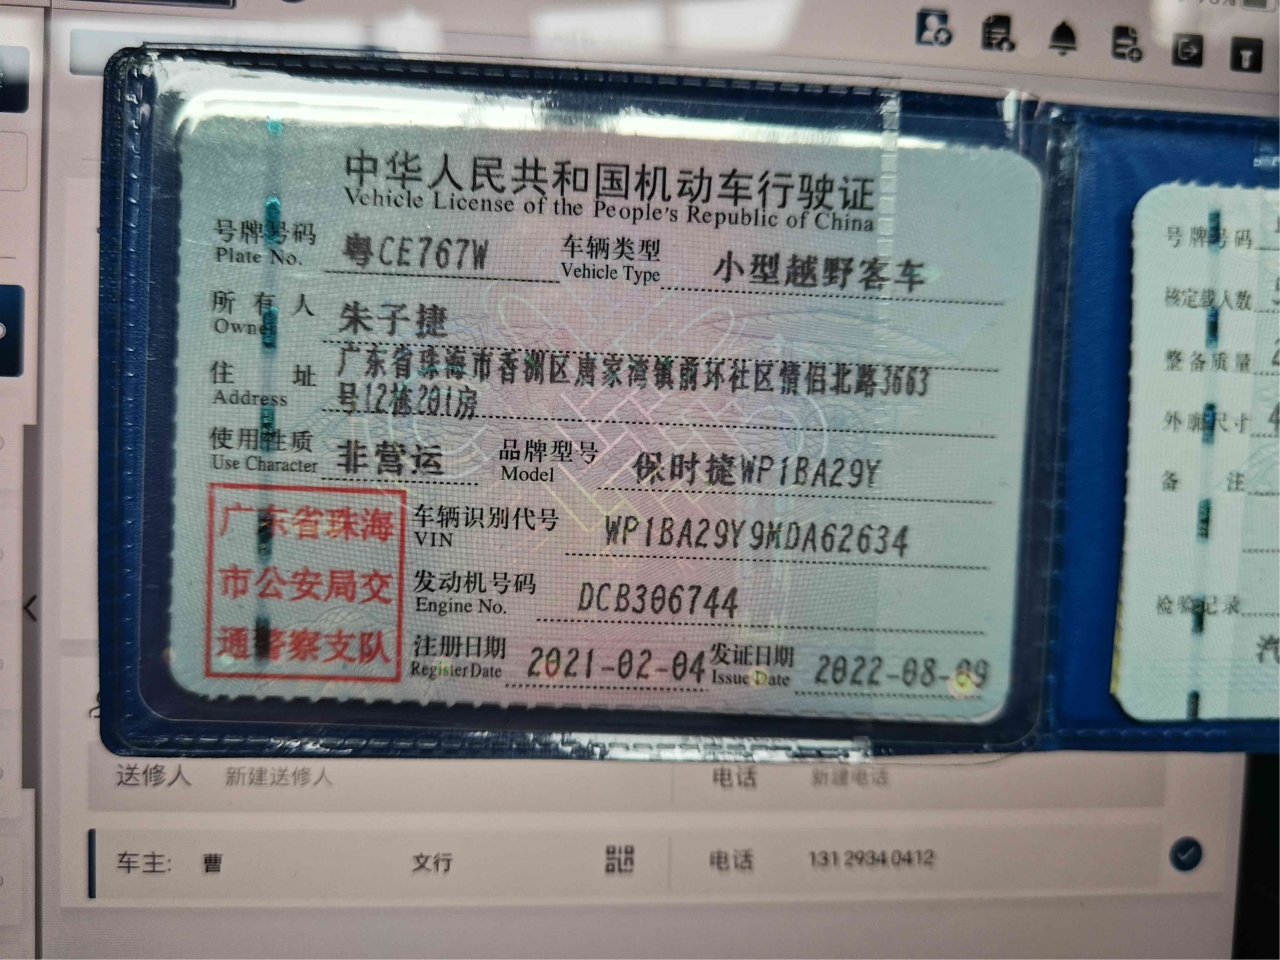 中华人民共和国机动车行驶证
Vehicle License of the People's Republic of China
号牌号码 粤CE767W 车辆类型 小型越野客车
Plate No. Vehicle Type
所有人 朱子捷
Owner
住址 广东省珠海市香洲区唐家湾镇前环社区情侣北路3663
Address 号12栋201房
使用性质 非营运 品牌型号 保时捷WP1BA29Y
Use Character Model
广东省珠海
市公安局交
通警察支队
车辆识别代号 WP1BA29Y9MDA62634
VIN
发动机号码 DCB306744
Engine No.
注册日期 2021-02-04 发证日期 2022-08-09
Register Date Issue Date
号牌号码
核定载人数
整备质量
外廓尺寸
备注
检验记录
汽
送修人 新建送修人 电话 新建电话
车主: 曹 文行 电话 131 2934 0412